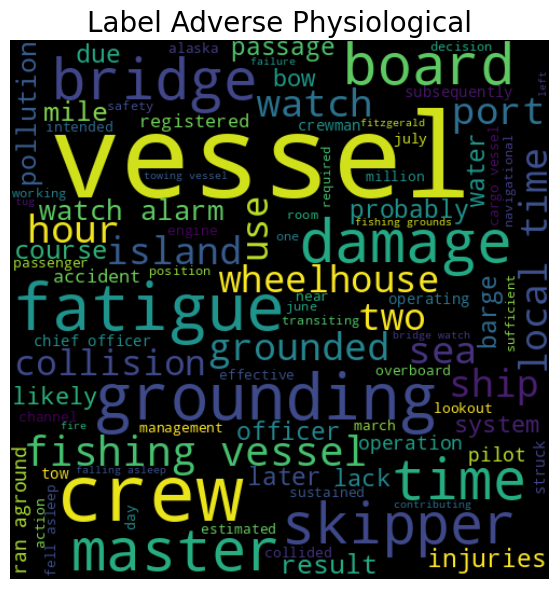 Label Adverse Physiological
pollution
due
alaska
passage
decision
failure
bridge
bow
board
subsequently
mile
safety
watch
port
intended
registered
crewman
fitzgerald
july
left
vessel
working
towing vessel
required
million
water
cargo vessel
navigational
local time
tug
watch alarm
use
room
probably
fishing grounds
hour
engine
one
damage
course
island
passenger
accident
position
wheelhouse
near
operating
barge
sufficient
fatigue
june
two
transiting
chief officer
grounded
bridge watch
sea
collision
effective
overboard
ship
likely
grounding
lookout
channel
fire
management
officer
march
system
struck
fishing vessel
operation
pilot
ran aground
tow
falling asleep
later
lack
time
action
fell asleep
crew
sustained
contributing
day
estimated
skipper
master
collided
result
injuries